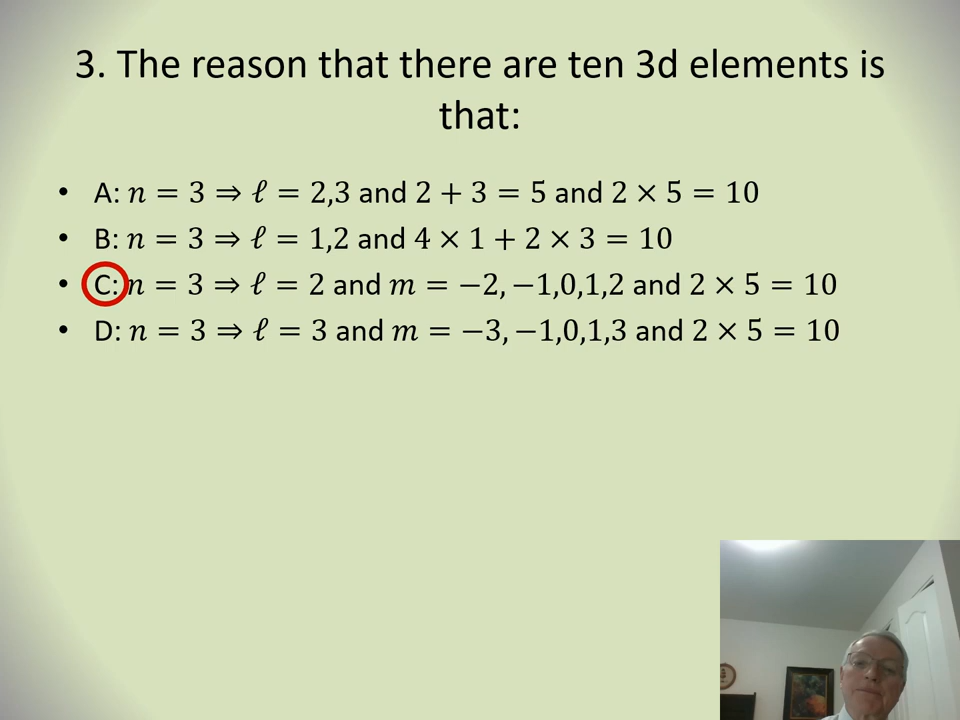 3. The reason that there are ten 3d elements is
that:
• A: 𝑛 = 3 ⇒ ℓ = 2,3 and 2 + 3 = 5 and 2 × 5 = 10
• B: 𝑛 = 3 ⇒ ℓ = 1,2 and 4 × 1 + 2 × 3 = 10
• C: 𝑛 = 3 ⇒ ℓ = 2 and 𝑚 = −2, −1,0,1,2 and 2 × 5 = 10
• D: 𝑛 = 3 ⇒ ℓ = 3 and 𝑚 = −3, −1,0,1,3 and 2 × 5 = 10